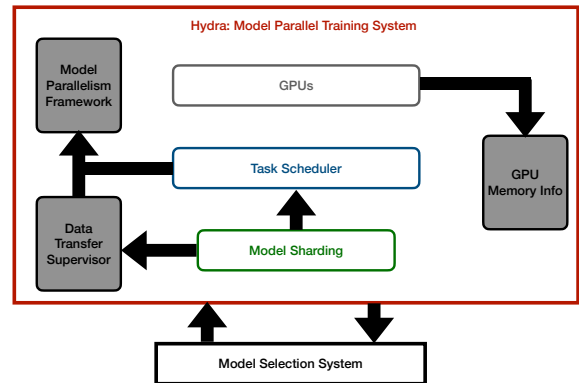 Hydra: Model Parallel Training System
Model
Parallelism
Framework
GPUs
Task Scheduler
GPU
Memory Info
Data
Transfer
Supervisor
Model Sharding
Model Selection System